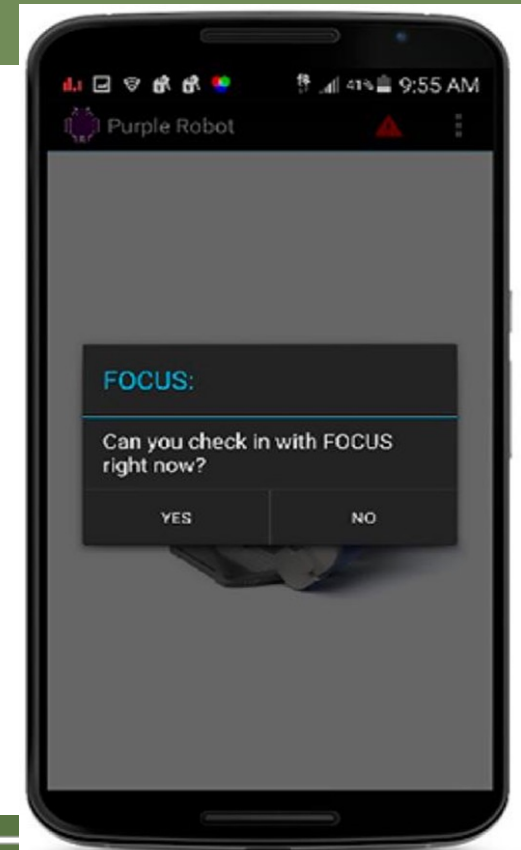 41% 9:55 AM
Purple Robot
FOCUS:
Can you check in with FOCUS
right now?
YES NO